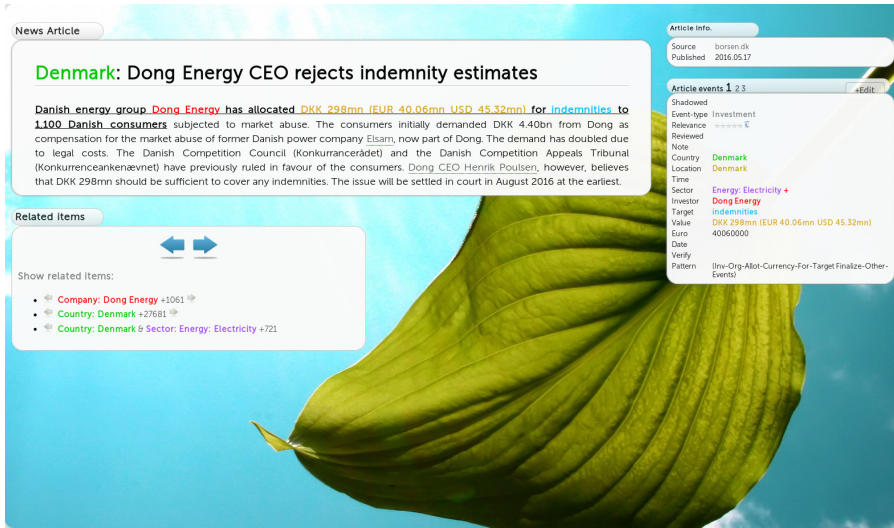 News Article
Denmark: Dong Energy CEO rejects indemnity estimates
Danish energy group Dong Energy has allocated DKK 298mn (EUR 40.06mn USD 45.32mn) for indemnities to
1,100 Danish consumers subjected to market abuse. The consumers initially demanded DKK 4.40bn from Dong as
compensation for the market abuse of former Danish power company Elsam, now part of Dong. The demand has doubled due
to legal costs. The Danish Competition Council (Konkurrencerådet) and the Danish Competition Appeals Tribunal
(Konkurrenceankenævnet) have previously ruled in favour of the consumers. Dong CEO Henrik Poulsen, however, believes
that DKK 298mn should be sufficient to cover any indemnities. The issue will be settled in court in August 2016 at the earliest.
Related items
Show related items:
Company: Dong Energy +1061
Country: Denmark +27681
Country: Denmark & Sector: Energy: Electricity +721
Article Info.
Source borsen.dk
Published 2016.05.17
Article events 1 2 3 +Edit
Shadowed
Event-type Investment
Relevance
Reviewed
Note
Country Denmark
Location Denmark
Time
Sector Energy: Electricity +
Investor Dong Energy
Target indemnities
Value DKK 298mn (EUR 40.06mn USD 45.32mn)
Euro 40060000
Date
Verify
Pattern (Inv-Org-Allot-Currency-For-Target Finalize-Other-
Events)